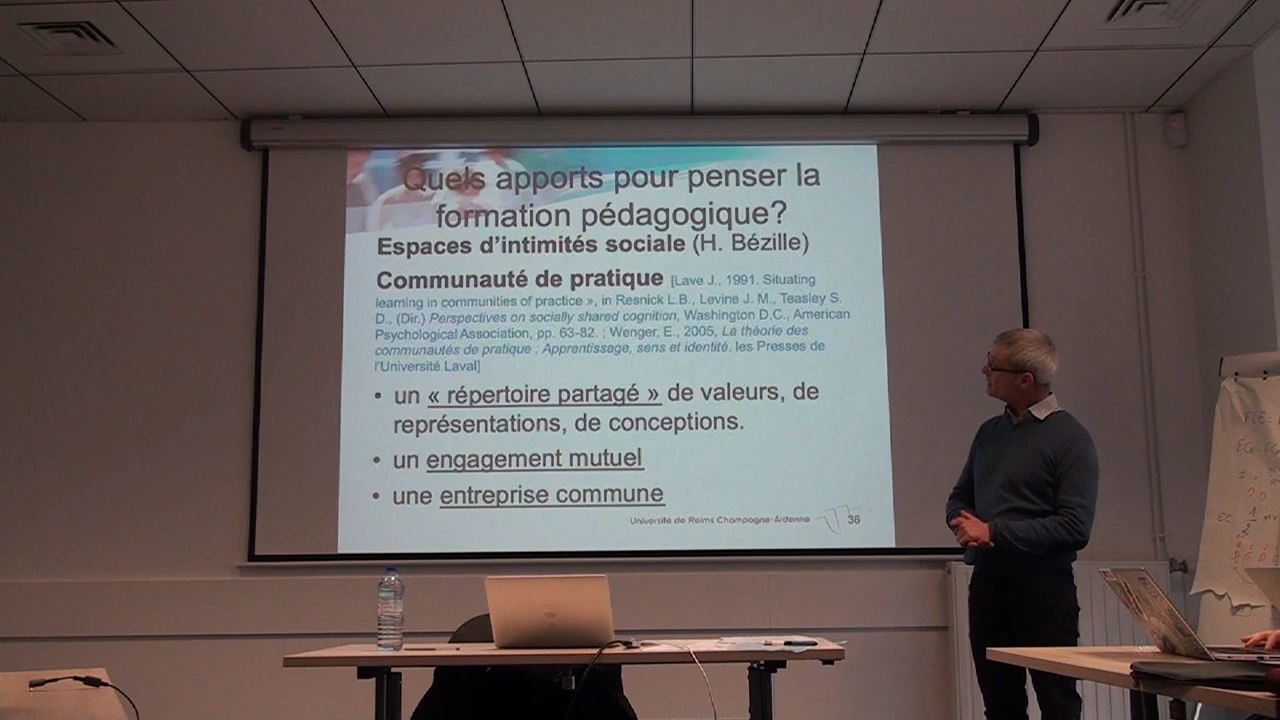 Quels apports pour penser la
formation pédagogique?
Espaces d'intimités sociale (H. Bézille)
Communauté de pratique [Lave J., 1991. Situating
learning in communities of practice », in Resnick L.B., Levine J. M., Teasley S.
D., (Dir.) Perspectives on socially shared cognition, Washington D.C., American
Psychological Association, pp. 63-82. ; Wenger, E., 2005, La théorie des
communautés de pratique : Apprentissage, sens et identité. les Presses de
l'Université Laval]
• un « répertoire partagé » de valeurs, de
représentations, de conceptions.
• un engagement mutuel
• une entreprise commune
Université de Reims Champagne-Ardenne
36